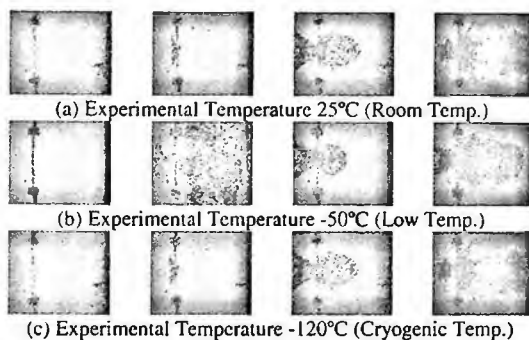 (a) Experimental Temperature 25°C (Room Temp.)
(b) Experimental Temperature -50°C (Low Temp.)
(c) Experimental Temperature -120°C (Cryogenic Temp.)